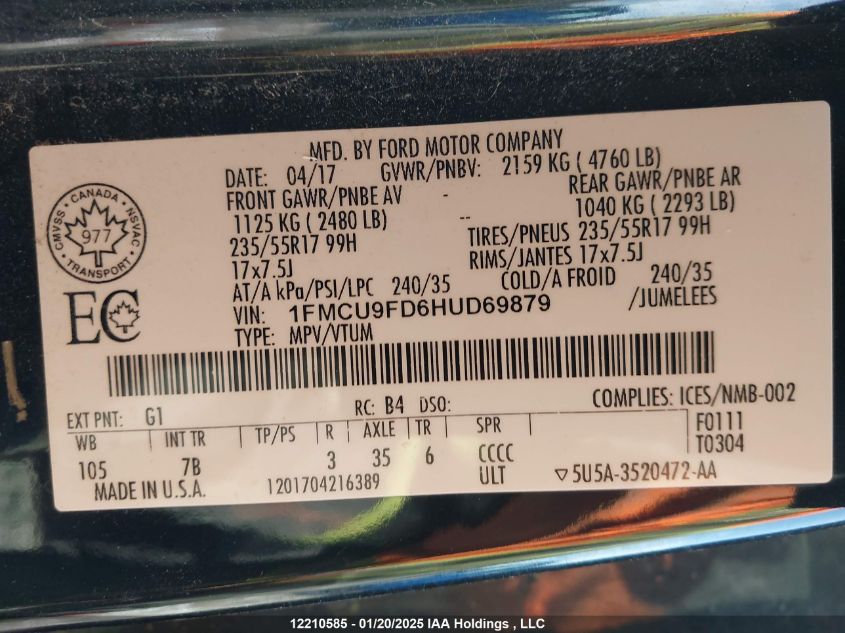 MFD. BY FORD MOTOR COMPANY
DATE: 04/17 GVWR/PNBV: 2159 KG ( 4760 LB)
FRONT GAWR/PNBE AV - REAR GAWR/PNBE AR
1125 KG ( 2480 LB) -- 1040 KG ( 2293 LB)
235/55R17 99H TIRES/PNEUS 235/55R17 99H
17x7.5J RIMS/JANTES 17x7.5J
AT/A kPa/PSI/LPC 240/35 COLD/A FROID 240/35
VIN: 1FMCU9FD6HUD69879 /JUMELEES
TYPE: MPV/VTUM
CANADA
CMVSS 977 NSVAC
TRANSPORT
EC
EXT PNT: G1 RC: B4 DSO: COMPLIES: ICES/NMB-002
WB INT TR TP/PS R AXLE TR SPR F0111
105 7B 3 35 6 CCCC T0304
MADE IN U.S.A. 1201704216389 ULT ▽5U5A-3520472-AA
12210585 - 01/20/2025 IAA Holdings, LLC